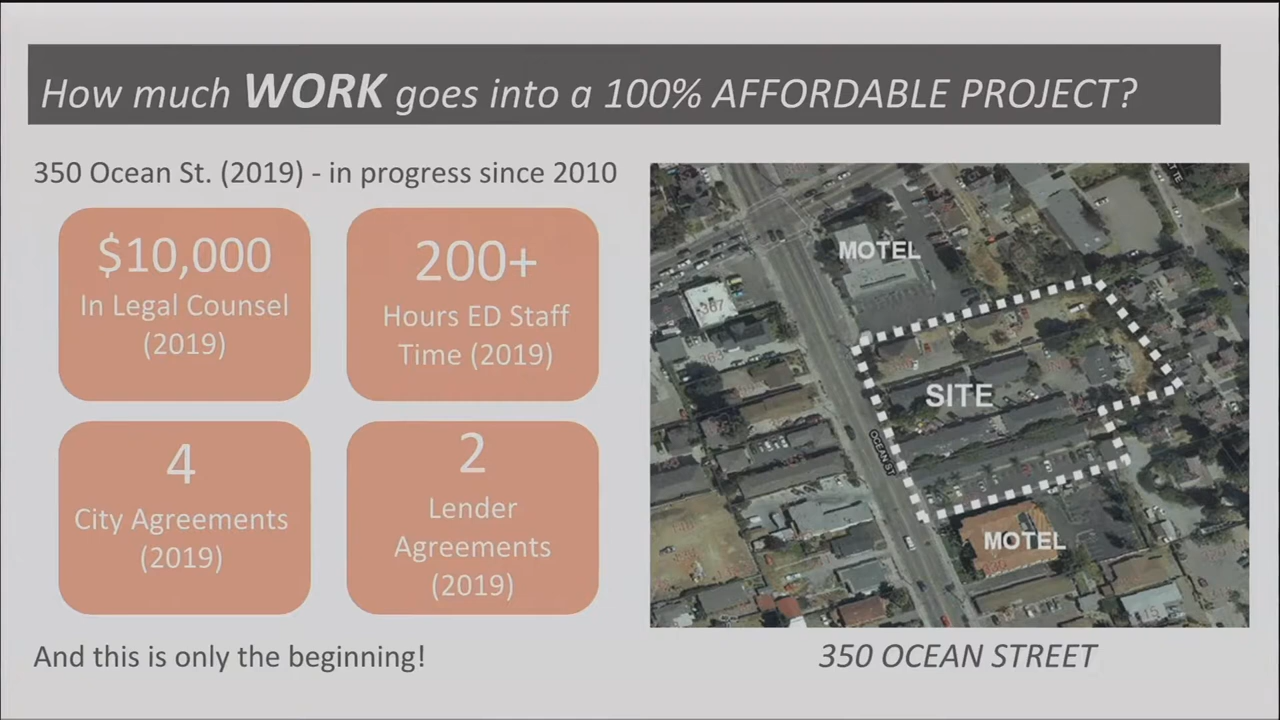 How much WORK goes into a 100% AFFORDABLE PROJECT?
350 Ocean St. (2019) - in progress since 2010
$10,000
In Legal Counsel
(2019)
200+
Hours ED Staff
Time (2019)
4
City Agreements
(2019)
2
Lender
Agreements
(2019)
And this is only the beginning!
MOTEL
SITE
OCEAN ST
MOTEL
350 OCEAN STREET